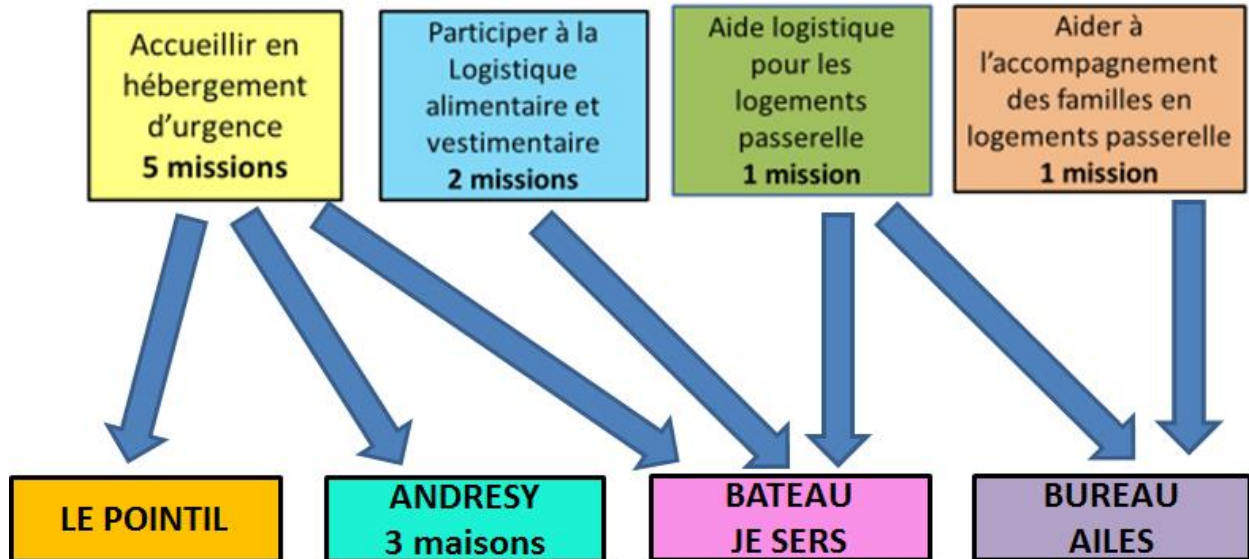 Accueillir en
hébergement
d'urgence
5 missions
Participer à la
Logistique
alimentaire et
vestimentaire
2 missions
Aide logistique
pour les
logements
passerelle
1 mission
Aider à
l'accompagnement
des familles en
logements passerelle
1 mission
LE POINTIL
ANDRESY
3 maisons
BATEAU
JE SERS
BUREAU
AILES